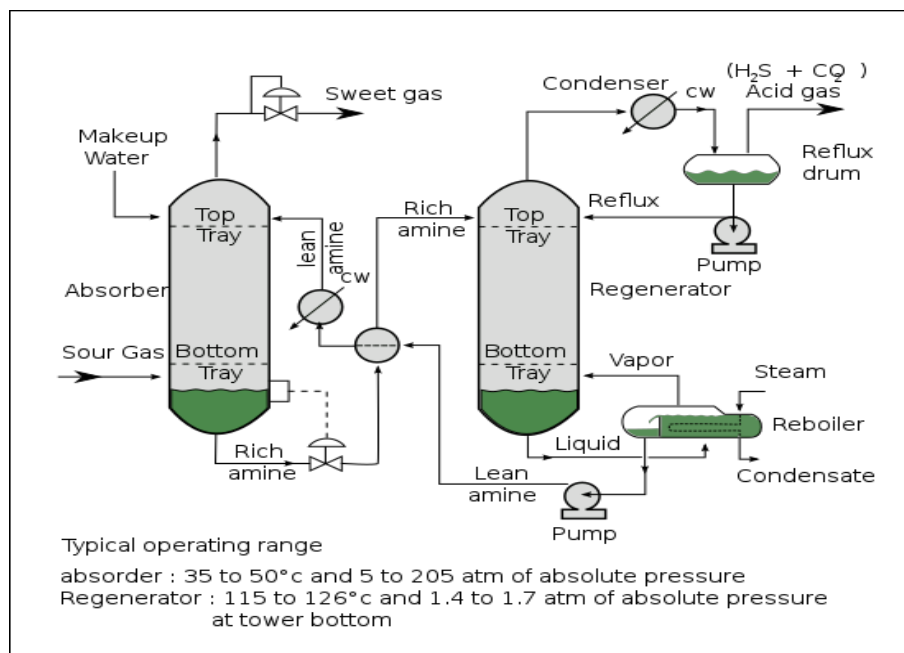 (H2S + CO2 )
Condenser
cw
Acid gas
Sweet gas
Makeup
Water
Reflux
drum
Top
Tray
lean
amine
Rich
amine
Top
Tray
Reflux
Pump
cw
Absorber
Regenerator
Sour Gas
Bottom
Tray
Bottom
Tray
Vapor
Steam
Reboiler
Rich
amine
Liquid
Condensate
Lean
amine
Pump
Typical operating range
absorder : 35 to 50°c and 5 to 205 atm of absolute pressure
Regenerator : 115 to 126°c and 1.4 to 1.7 atm of absolute pressure
at tower bottom